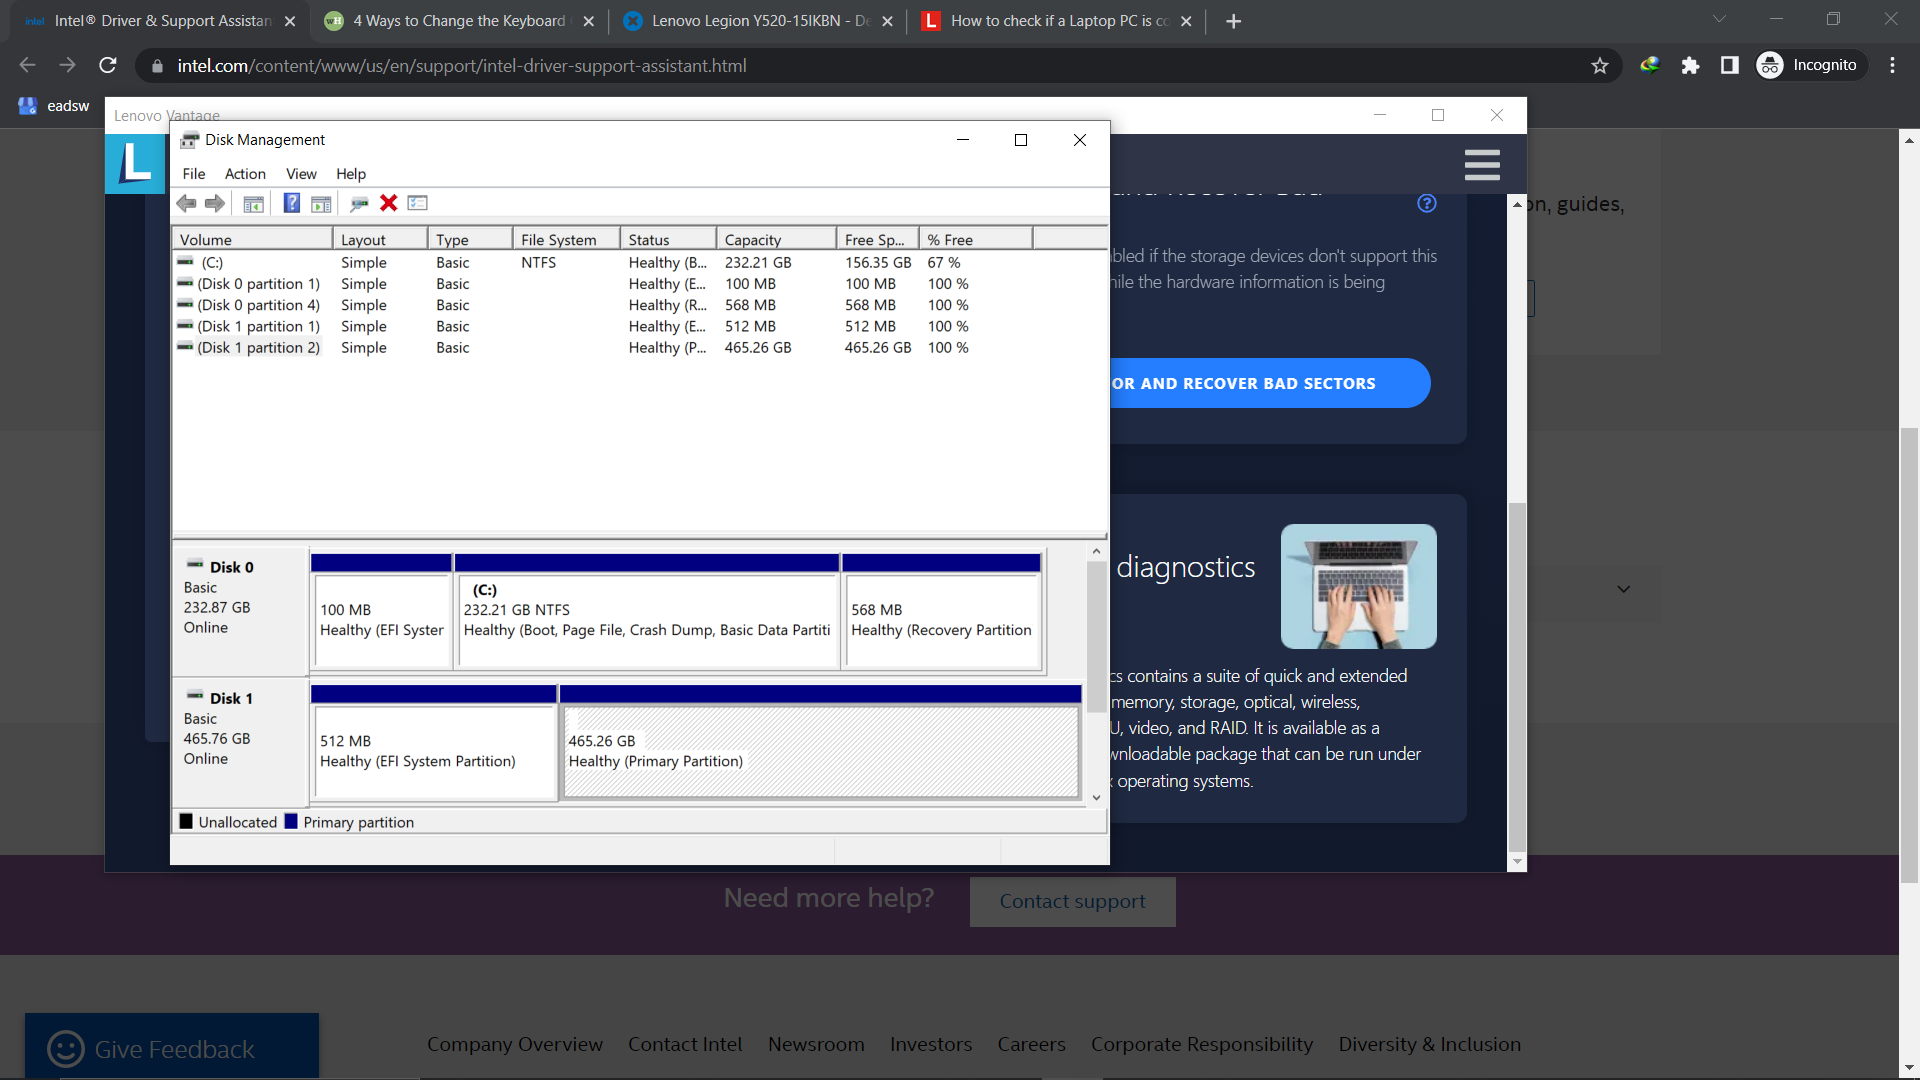 intel Intel® Driver & Support Assistan
wH 4 Ways to Change the Keyboard
Lenovo Legion Y520-15IKBN - De
L How to check if a Laptop PC is co
intel.com/content/www/us/en/support/intel-driver-support-assistant.html
Incognito
eadsw
Lenovo Vantage
L
Disk Management
File Action View Help
Volume Layout Type File System Status Capacity Free Sp... % Free
(C:) Simple Basic NTFS Healthy (B... 232.21 GB 156.35 GB 67 %
(Disk 0 partition 1) Simple Basic Healthy (E... 100 MB 100 MB 100 %
(Disk 0 partition 4) Simple Basic Healthy (R... 568 MB 568 MB 100 %
(Disk 1 partition 1) Simple Basic Healthy (E... 512 MB 512 MB 100 %
(Disk 1 partition 2) Simple Basic Healthy (P... 465.26 GB 465.26 GB 100 %
Disk 0
Basic
232.87 GB
Online
100 MB
Healthy (EFI Syster
(C:)
232.21 GB NTFS
Healthy (Boot, Page File, Crash Dump, Basic Data Partiti
568 MB
Healthy (Recovery Partition
Disk 1
Basic
465.76 GB
Online
512 MB
Healthy (EFI System Partition)
465.26 GB
Healthy (Primary Partition)
Unallocated Primary partition
on, guides,
bled if the storage devices don't support this
hile the hardware information is being
OR AND RECOVER BAD SECTORS
diagnostics
cs contains a suite of quick and extended
memory, storage, optical, wireless,
U, video, and RAID. It is available as a
wnloadable package that can be run under
operating systems.
Need more help? Contact support
Give Feedback
Company Overview Contact Intel Newsroom Investors Careers Corporate Responsibility Diversity & Inclusion